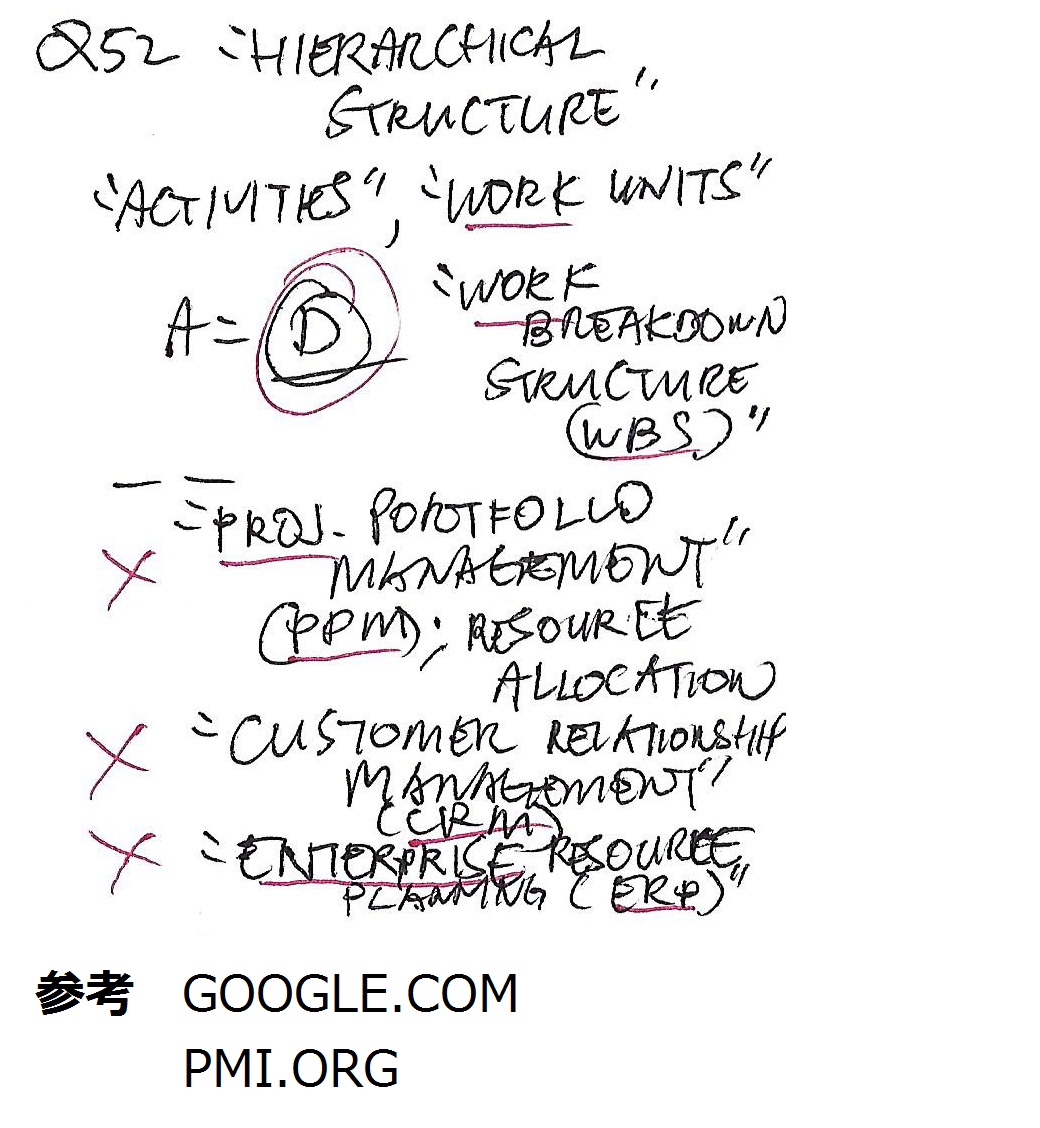 Q52 "HIERARCHICAL
STRUCTURE"
"ACTIVITIES", "WORK UNITS"
A = D "WORK
BREAKDOWN
STRUCTURE
(WBS)"
"PROJ. PORTFOLIO
MANAGEMENT"
(PPM); RESOURCE
ALLOCATION
X "CUSTOMER RELATIONSHIP
MANAGEMENT"
(CRM)
X "ENTERPRISE RESOURCE
PLANNING (ERP)"
参考 GOOGLE.COM
PMI.ORG